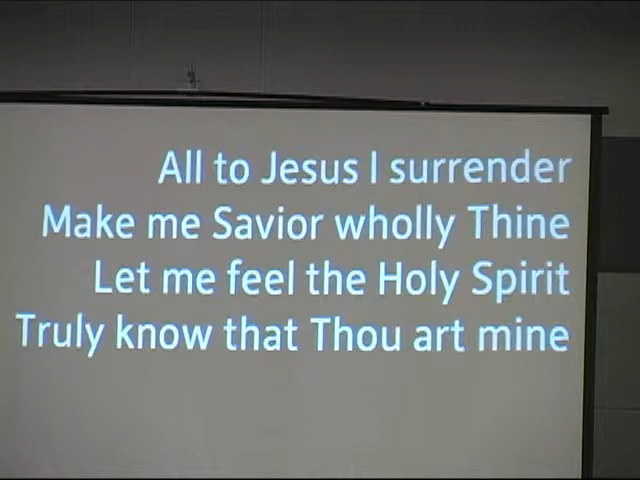 All to Jesus I surrender
Make me Savior wholly Thine
Let me feel the Holy Spirit
Truly know that Thou art mine